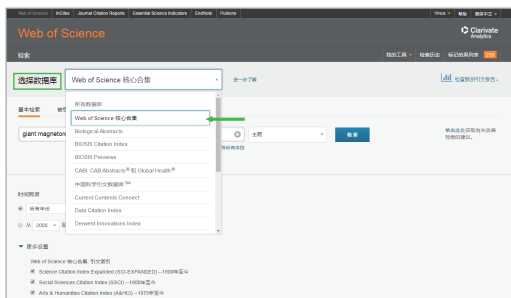 Web of Science InCites Journal Citation Reports Essential Science Indicators EndNote Publons Vince 帮助 简体中文
Web of Science
Clarivate Analytics
检索 我的工具 检索历史 标记结果列表
选择数据库 Web of Science 核心合集 进一步了解
所有数据库
基本检索
Web of Science 核心合集
giant magnetor 主题 检索
Biological Abstracts
BIOSIS Citation Index
BIOSIS Previews
CABI: CAB Abstracts® 和 Global Health®
中国科学引文数据库 SM
时间跨度
Current Contents Connect
所有年份
Data Citation Index
从 2000
Derwent Innovations Index
更多设置
Web of Science 核心合集: 引文索引
Science Citation Index Expanded (SCI-EXPANDED) --1900年至今
Social Sciences Citation Index (SSCI) --1900年至今
Arts & Humanities Citation Index (A&HCI) --1975年至今